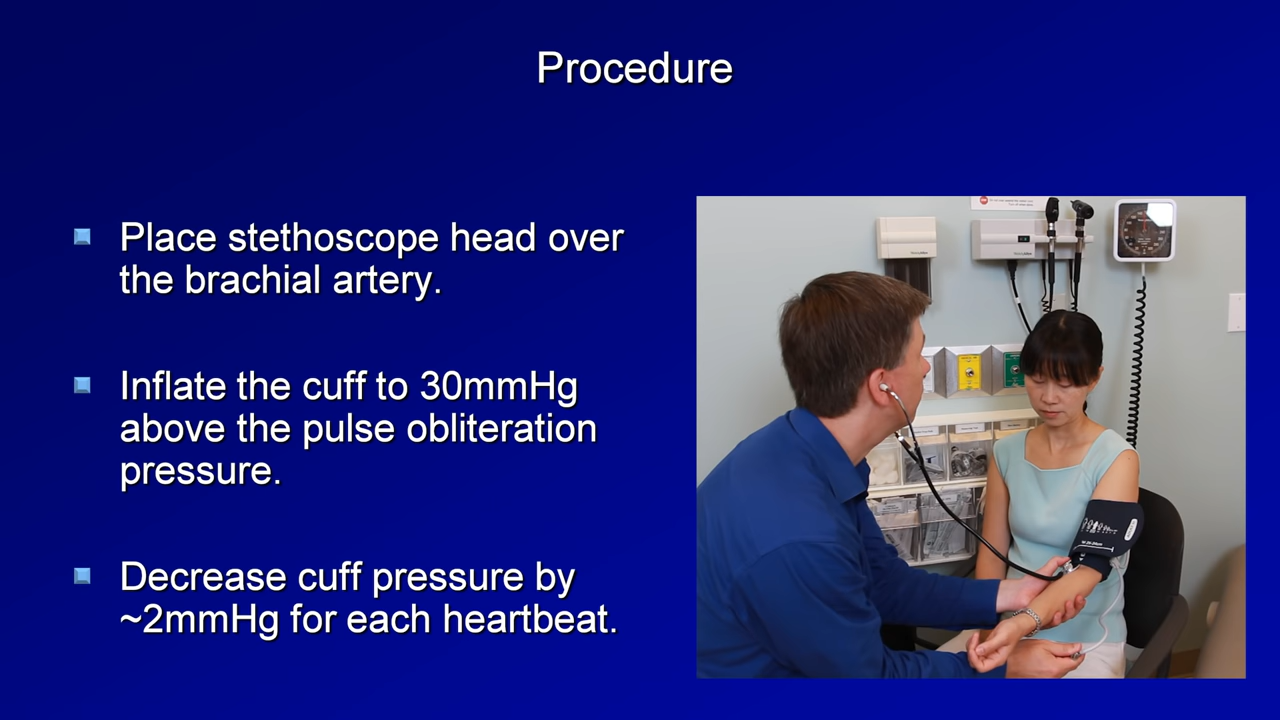 Procedure
Place stethoscope head over
the brachial artery.
Inflate the cuff to 30mmHg
above the pulse obliteration
pressure.
Decrease cuff pressure by
~2mmHg for each heartbeat.